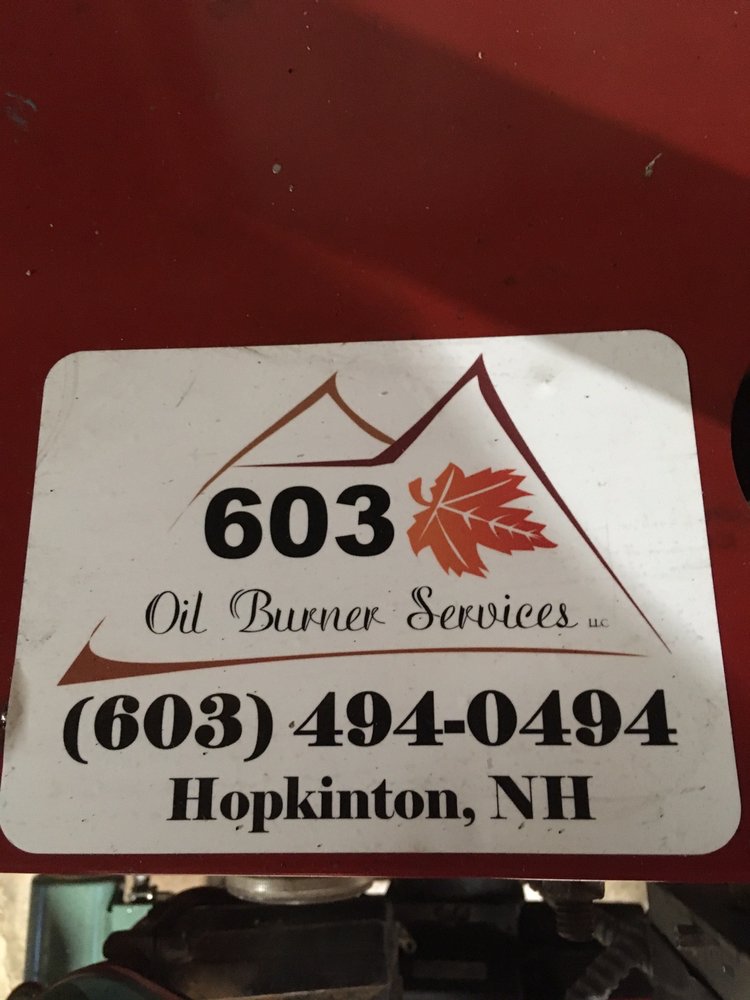 603
Oil Burner Services LLC
(603) 494-0494
Hopkinton, NH